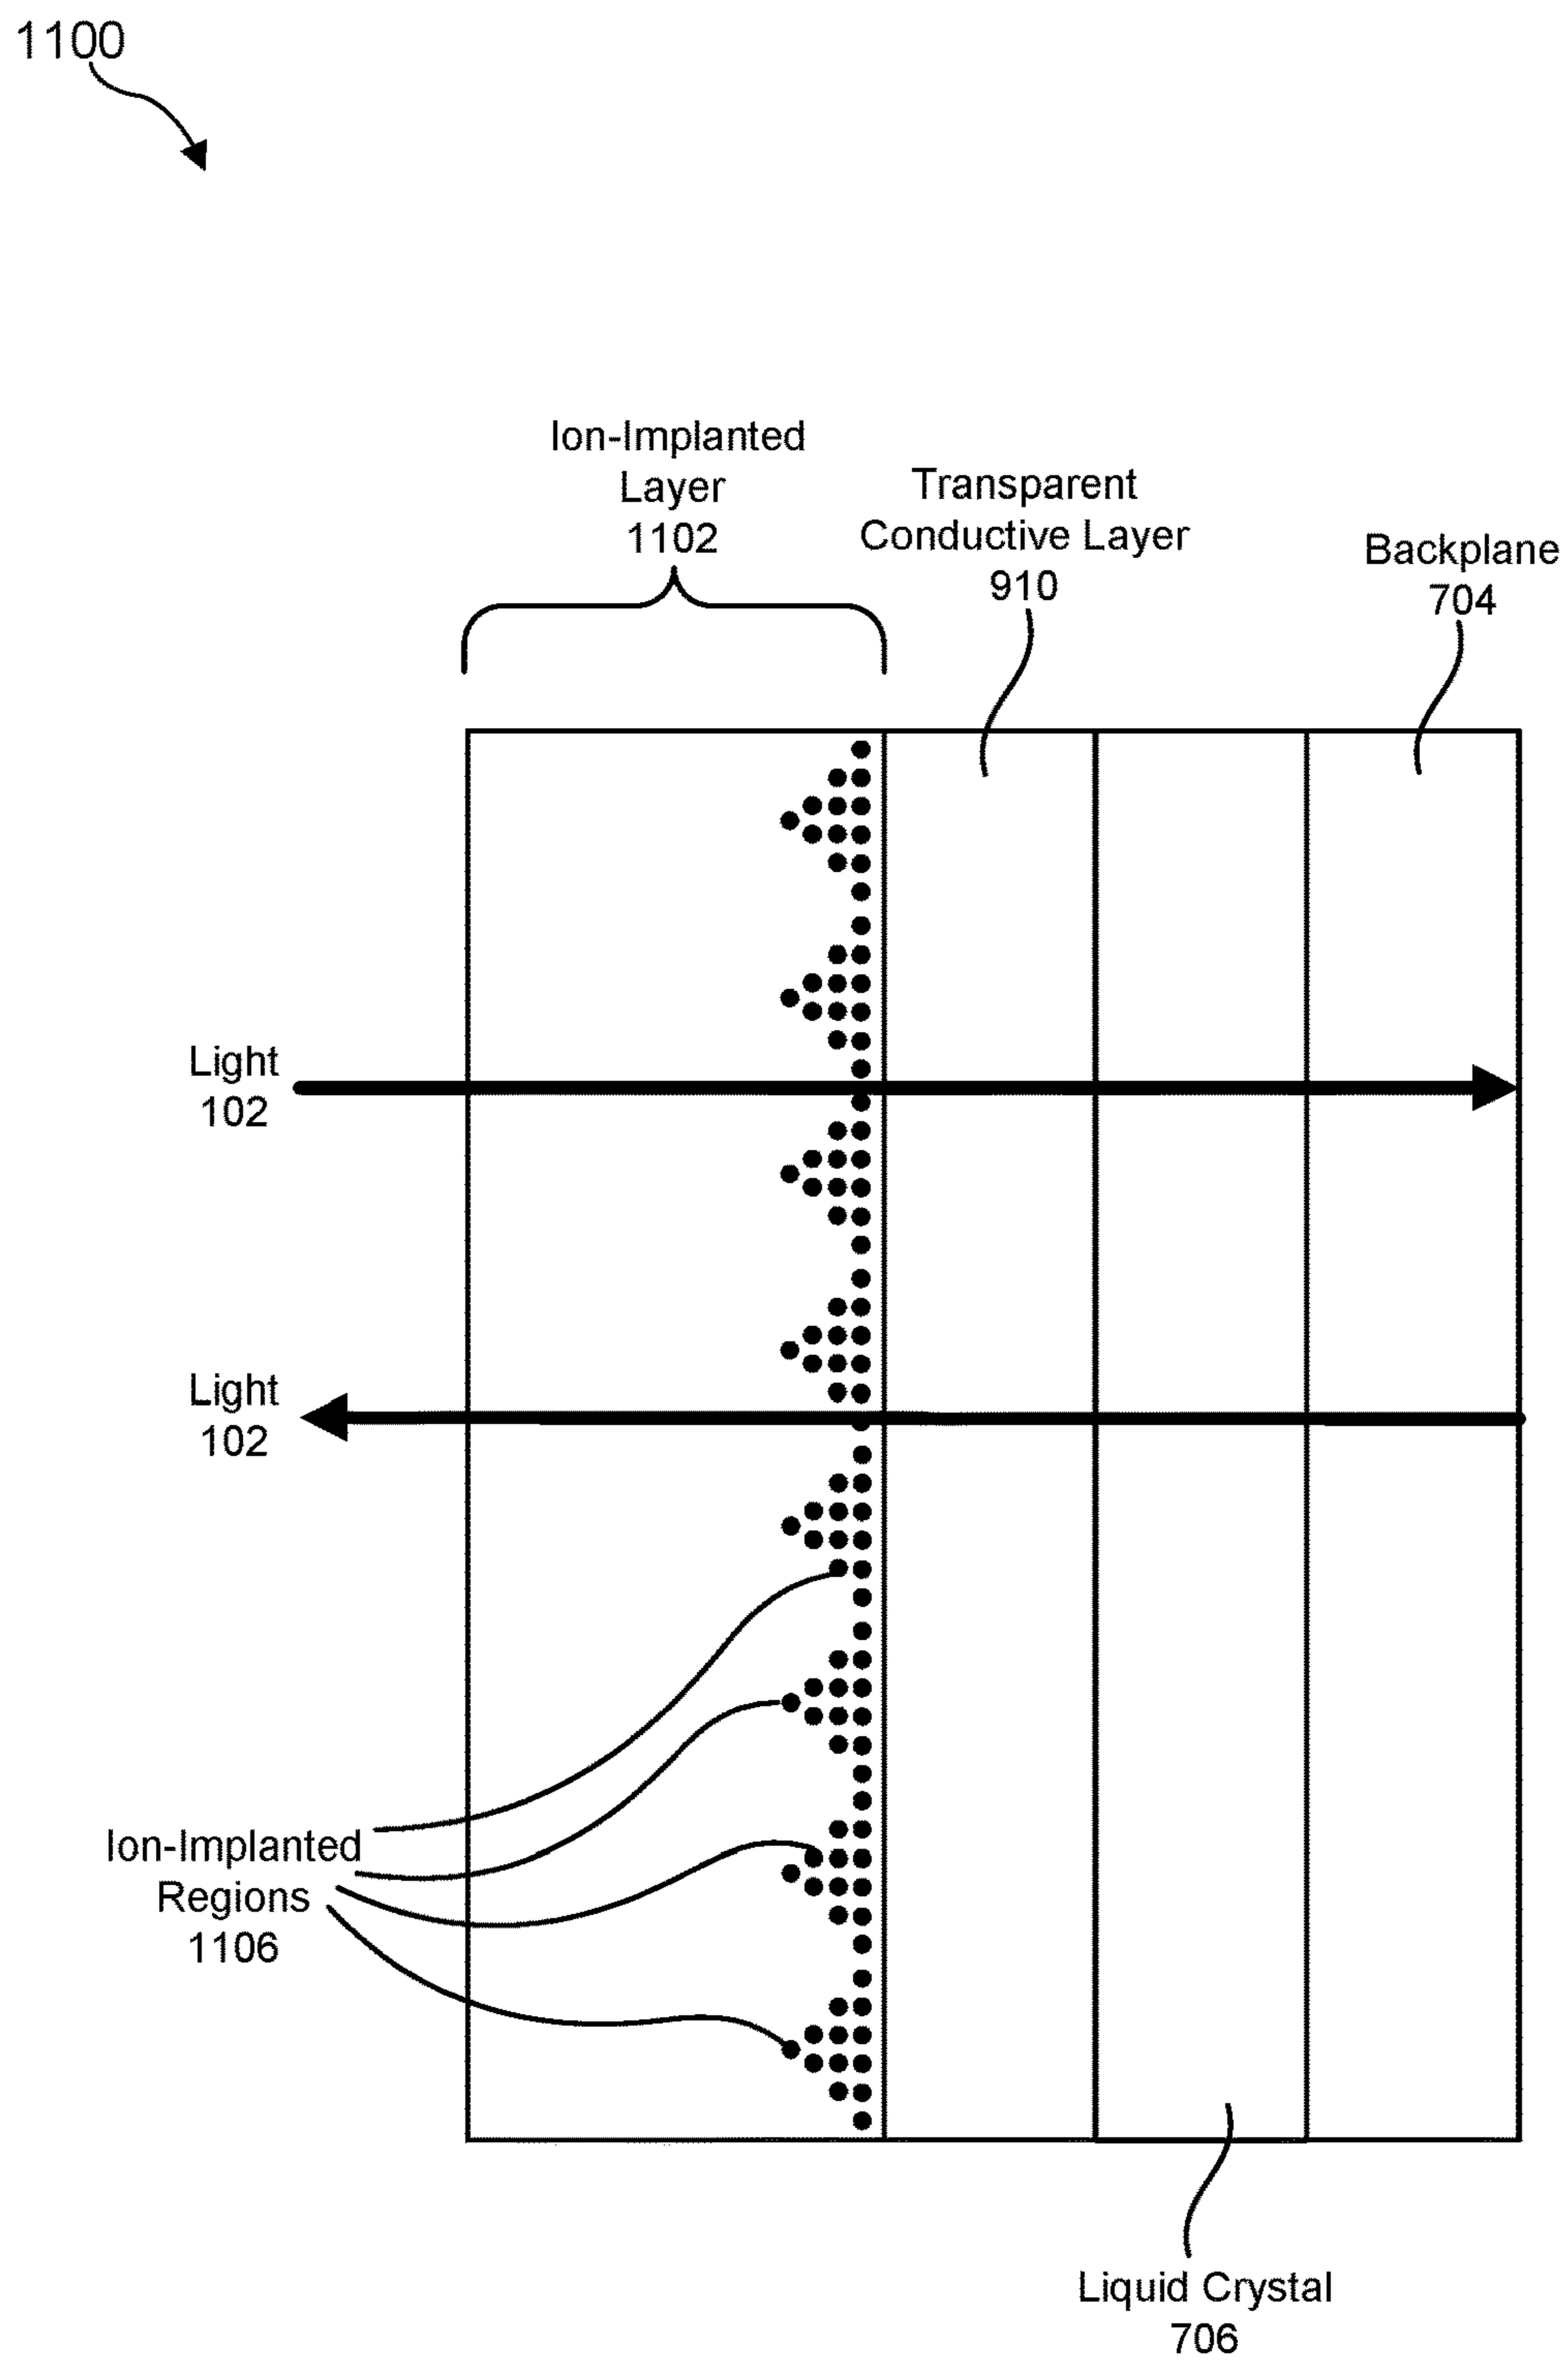 1100
Ion-Implanted
Layer
1102
Transparent
Conductive Layer
910
Backplane
704
Light
102
Light
102
Ion-Implanted
Regions
1106
Liquid Crystal
706